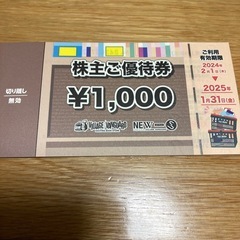 切り離し
無効
株主ご優待券
¥1,000
VILLAGE VANGUARD
NEW S
ご利用
有効期限
2024年
2月1日(木)
2025年
1月31日(金)